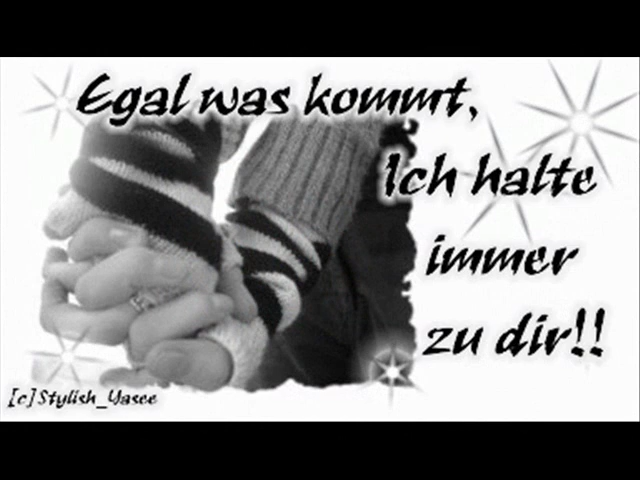 Egal was kommt,
Ich halte
immer
zu dir!!
[c]Stylish_Yasee